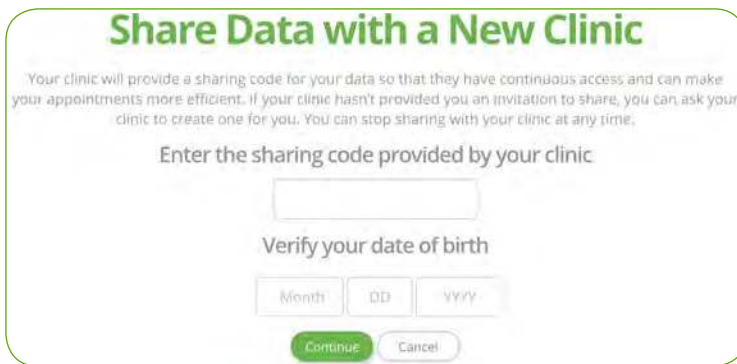 Share Data with a New Clinic
Your clinic will provide a sharing code for your data so that they have continuous access and can make
your appointments more efficient. If your clinic hasn't provided you an invitation to share, you can ask your
clinic to create one for you. You can stop sharing with your clinic at any time.
Enter the sharing code provided by your clinic
Verify your date of birth
Month DD YYYY
Continue Cancel